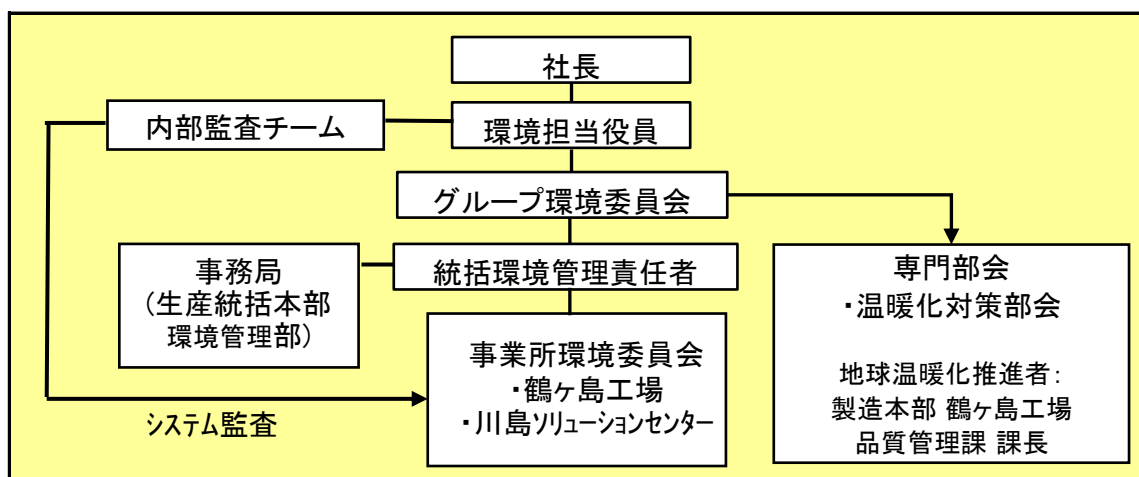 社長
内部監査チーム
環境担当役員
グループ環境委員会
事務局
(生産統括本部
環境管理部)
統括環境管理責任者
専門部会
・温暖化対策部会
地球温暖化推進者:
製造本部 鶴ヶ島工場
品質管理課 課長
事業所環境委員会
・鶴ヶ島工場
・川島ソリューションセンター
システム監査